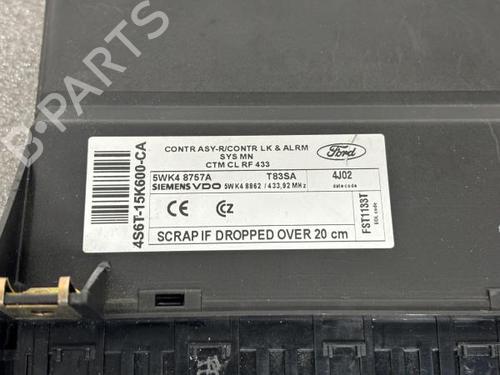 B-PARTS
CONTR ASY-R/CONTR LK & ALRM
SYS MN
CTM CL RF 433
Ford
5WK4 8757A T83SA 4J02
SIEMENS VDO 5WK4 8862 / 433,92 MHz date code
4S6T-15K600-CA
CE CZ
FST1133T
EOL code
SCRAP IF DROPPED OVER 20 cm